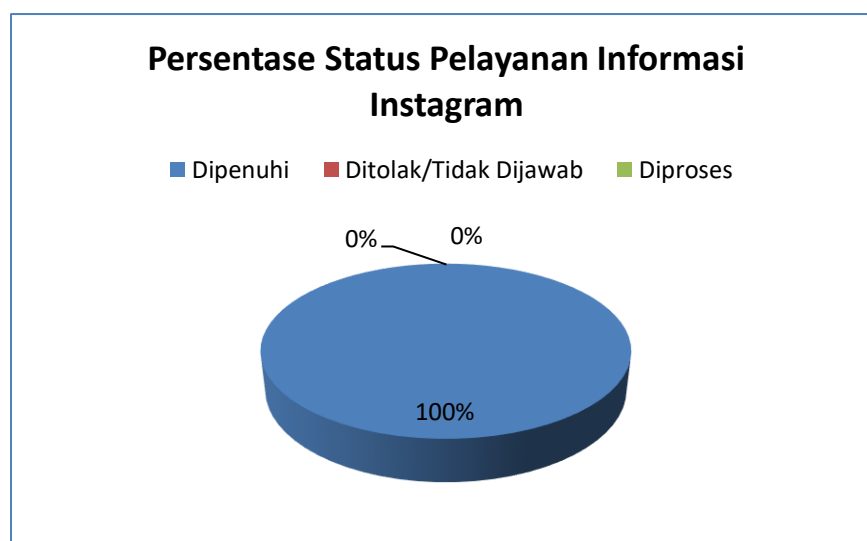 Persentase Status Pelayanan Informasi
Instagram
Dipenuhi Ditolak/Tidak Dijawab Diproses
0% 0%
100%